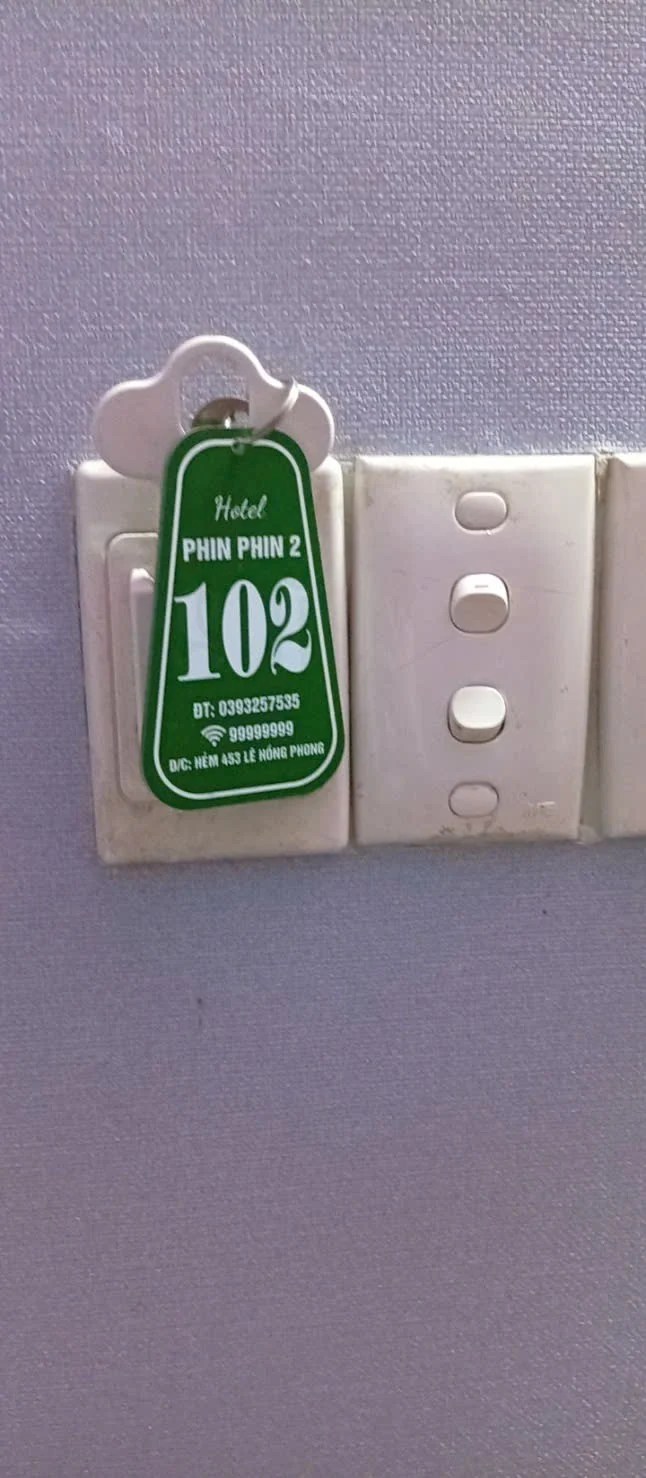 Hotel
PHIN PHIN 2
102
ĐT: 0393257535
99999999
Đ/C: HẺM 453 LÊ HỒNG PHONG